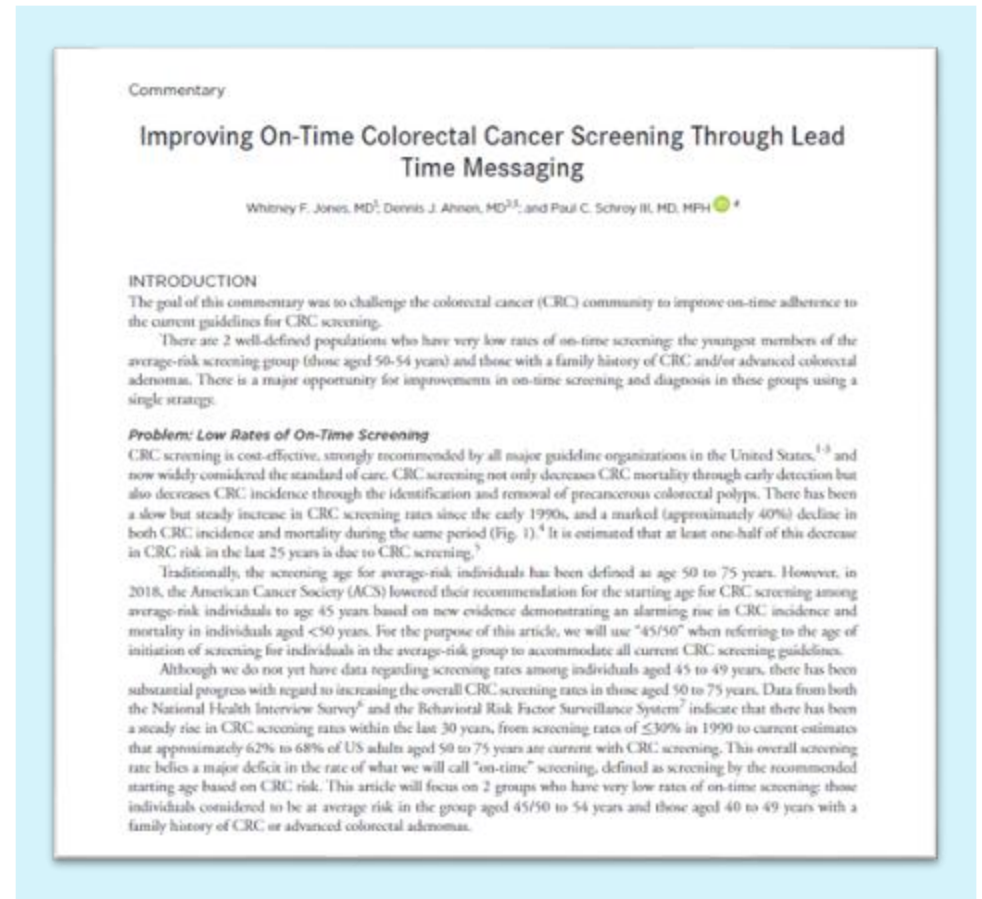 Commentary
Improving On-Time Colorectal Cancer Screening Through Lead
Time Messaging
Whitney F. Jones, MD1; Dennis J. Ahnen, MD2,3; and Paul C. Schroy III, MD, MPH iD 4
INTRODUCTION
The goal of this commentary was to challenge the colorectal cancer (CRC) community to improve on-time adherence to
the current guidelines for CRC screening.
There are 2 well-defined populations who have very low rates of on-time screening: the youngest members of the
average-risk screening group (those aged 50-54 years) and those with a family history of CRC and/or advanced colorectal
adenomas. There is a major opportunity for improvements in on-time screening and diagnosis in these groups using a
single strategy.
Problem: Low Rates of On-Time Screening
CRC screening is cost-effective, strongly recommended by all major guideline organizations in the United States,1-3 and
now widely considered the standard of care. CRC screening not only decreases CRC mortality through early detection but
also decreases CRC incidence through the identification and removal of precancerous colorectal polyps. There has been
a slow but steady increase in CRC screening rates since the early 1990s, and a marked (approximately 40%) decline in
both CRC incidence and mortality during the same period (Fig. 1).4 It is estimated that at least one-half of this decrease
in CRC risk in the last 25 years is due to CRC screening.5
Traditionally, the screening age for average-risk individuals has been defined as age 50 to 75 years. However, in
2018, the American Cancer Society (ACS) lowered their recommendation for the starting age for CRC screening among
average-risk individuals to age 45 years based on new evidence demonstrating an alarming rise in CRC incidence and
mortality in individuals aged <50 years. For the purpose of this article, we will use "45/50" when referring to the age of
initiation of screening for individuals in the average-risk group to accommodate all current CRC screening guidelines.
Although we do not yet have data regarding screening rates among individuals aged 45 to 49 years, there has been
substantial progress with regard to increasing the overall CRC screening rates in those aged 50 to 75 years. Data from both
the National Health Interview Survey6 and the Behavioral Risk Factor Surveillance System7 indicate that there has been
a steady rise in CRC screening rates within the last 30 years, from screening rates of ≤30% in 1990 to current estimates
that approximately 62% to 68% of US adults aged 50 to 75 years are current with CRC screening. This overall screening
rate belies a major deficit in the rate of what we will call "on-time" screening, defined as screening by the recommended
starting age based on CRC risk. This article will focus on 2 groups who have very low rates of on-time screening: those
individuals considered to be at average risk in the group aged 45/50 to 54 years and those aged 40 to 49 years with a
family history of CRC or advanced colorectal adenomas.